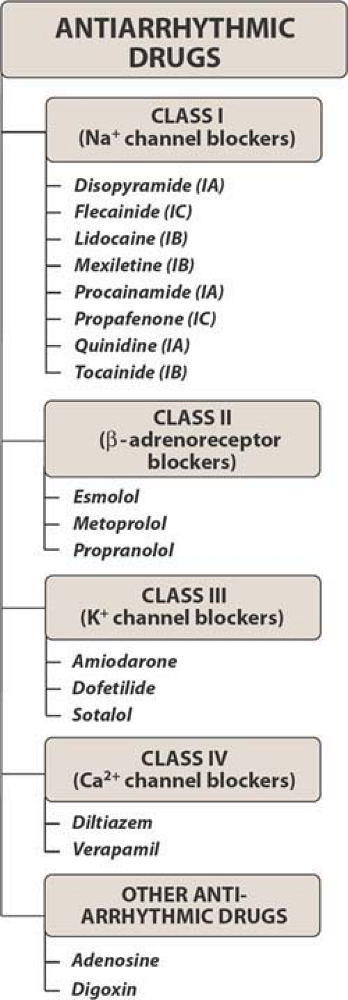 ANTIARRHYTHMIC
DRUGS
CLASS I
(Na⁺ channel blockers)
Disopyramide (IA)
Flecainide (IC)
Lidocaine (IB)
Mexiletine (IB)
Procainamide (IA)
Propafenone (IC)
Quinidine (IA)
Tocainide (IB)
CLASS II
(β-adrenoreceptor
blockers)
Esmolol
Metoprolol
Propranolol
CLASS III
(K⁺ channel blockers)
Amiodarone
Dofetilide
Sotalol
CLASS IV
(Ca²⁺ channel blockers)
Diltiazem
Verapamil
OTHER ANTI-
ARRHYTHMIC DRUGS
Adenosine
Digoxin